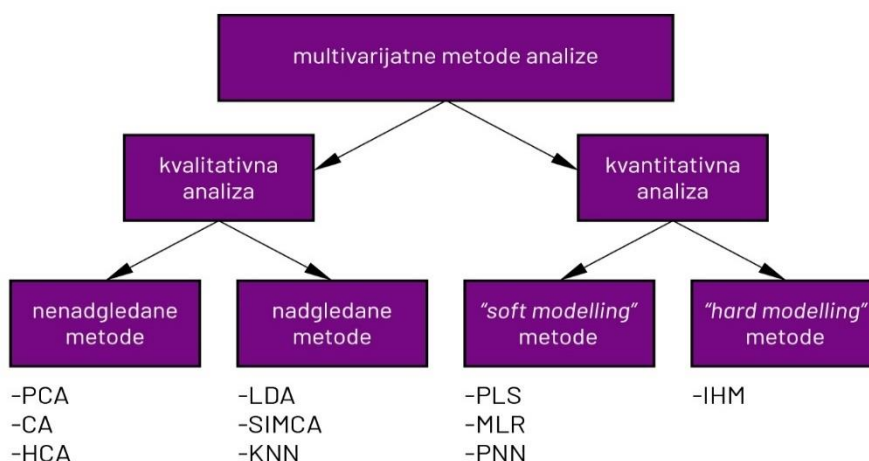 multivarijatne metode analize
kvalitativna
analiza
kvantitativna
analiza
nenadgledane
metode
nadgledane
metode
“soft modelling”
metode
“hard modelling”
metode
-PCA
-CA
-HCA
-LDA
-SIMCA
-KNN
-PLS
-MLR
-PNN
-IHM